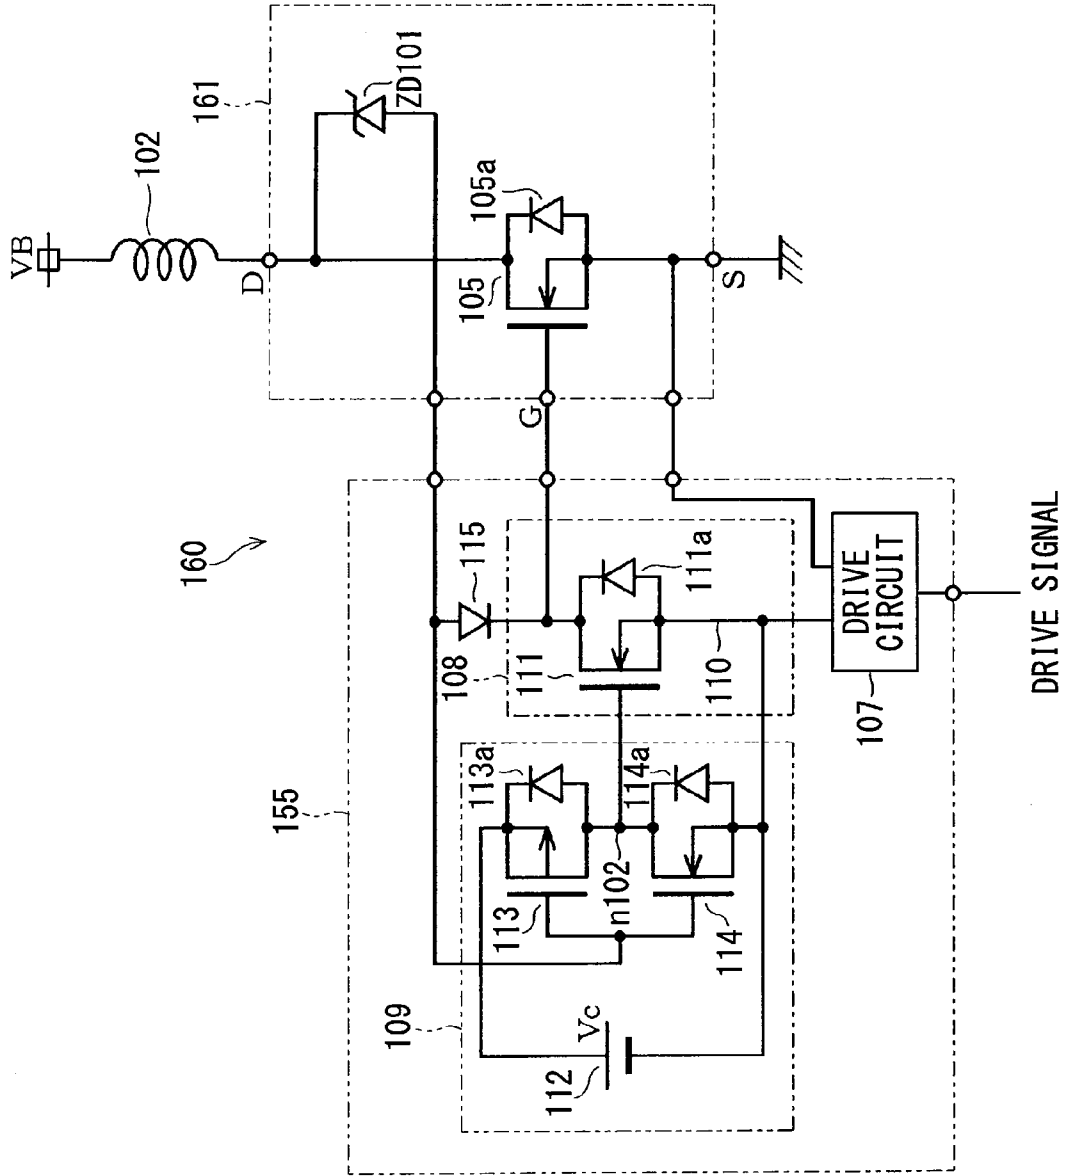 VB
102
161
ZD101
D
105
105a
S
G
160
115
108
111
111a
110
DRIVE CIRCUIT
107
DRIVE SIGNAL
155
109
113a
113
n102
114a
114
Vc
112